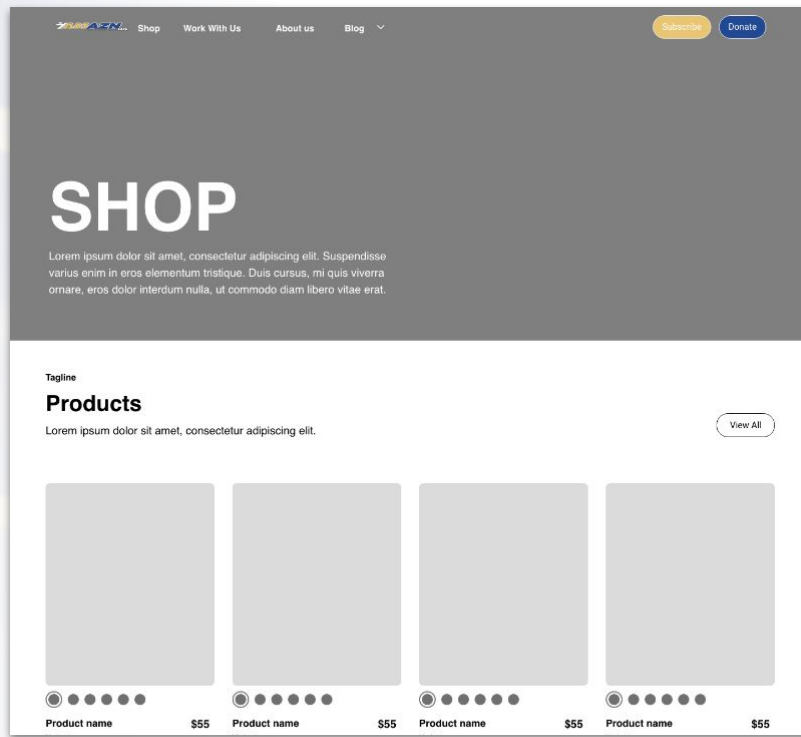 Shop Work With Us About us Blog Subscribe Donate
SHOP
Lorem ipsum dolor sit amet, consectetur adipiscing elit. Suspendisse
varius enim in eros elementum tristique. Duis cursus, mi quis viverra
ornare, eros dolor interdum nulla, ut commodo diam libero vitae erat.
Tagline
Products
Lorem ipsum dolor sit amet, consectetur adipiscing elit.
View All
Product name $55 Product name $55 Product name $55 Product name $55